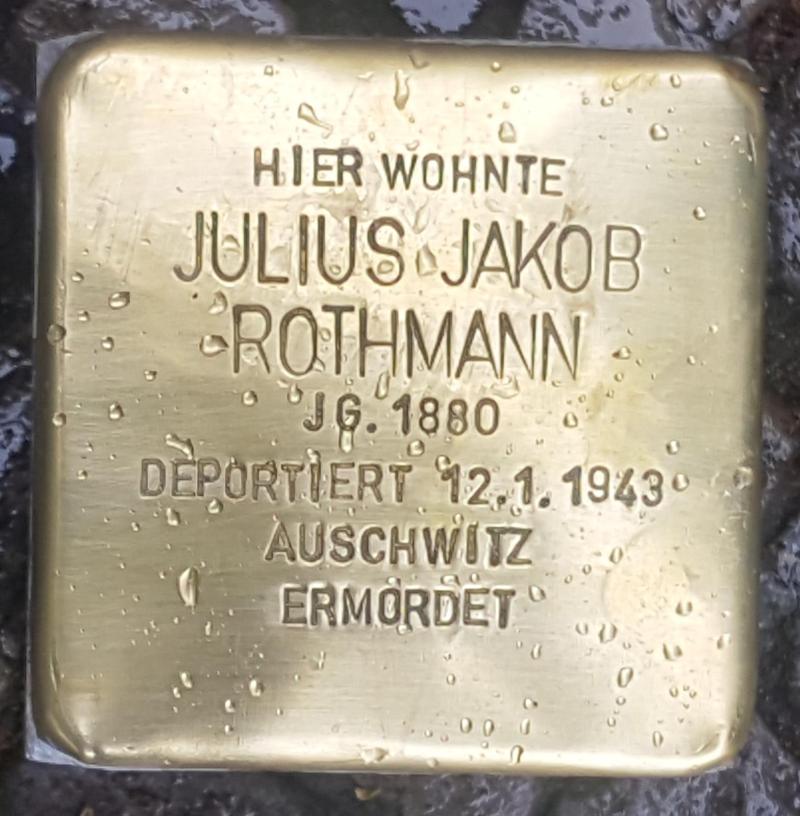 HIER WOHNTE
JULIUS JAKOB
ROTHMANN
JG. 1880
DEPORTIERT 12.1.1943
AUSCHWITZ
ERMORDET